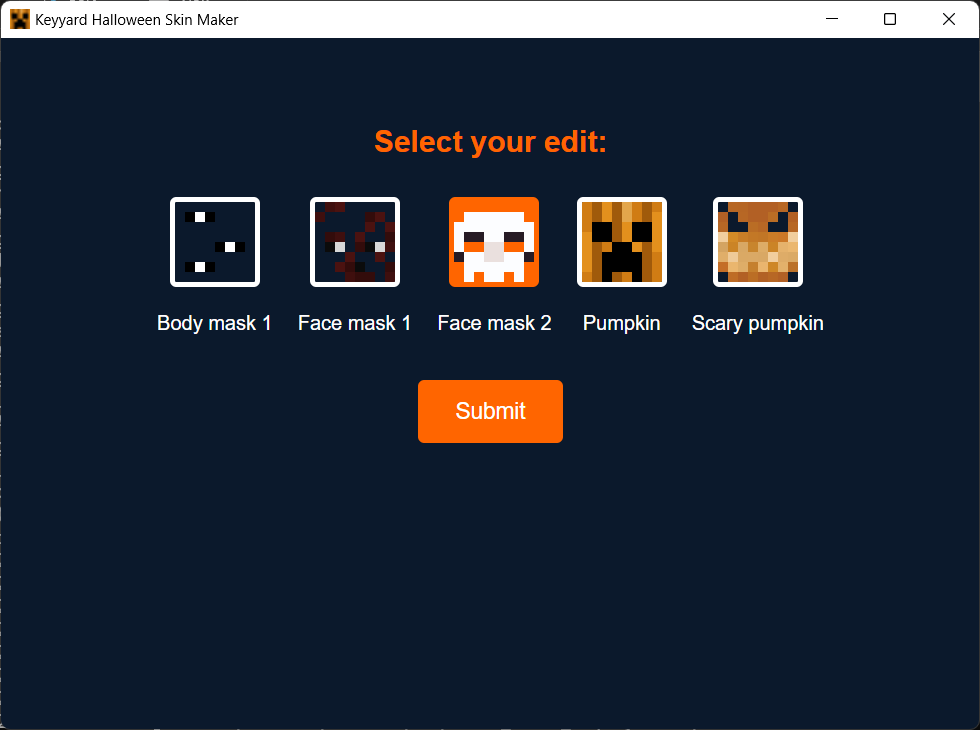 Keyyard Halloween Skin Maker
Select your edit:
Body mask 1
Face mask 1
Face mask 2
Pumpkin
Scary pumpkin
Submit